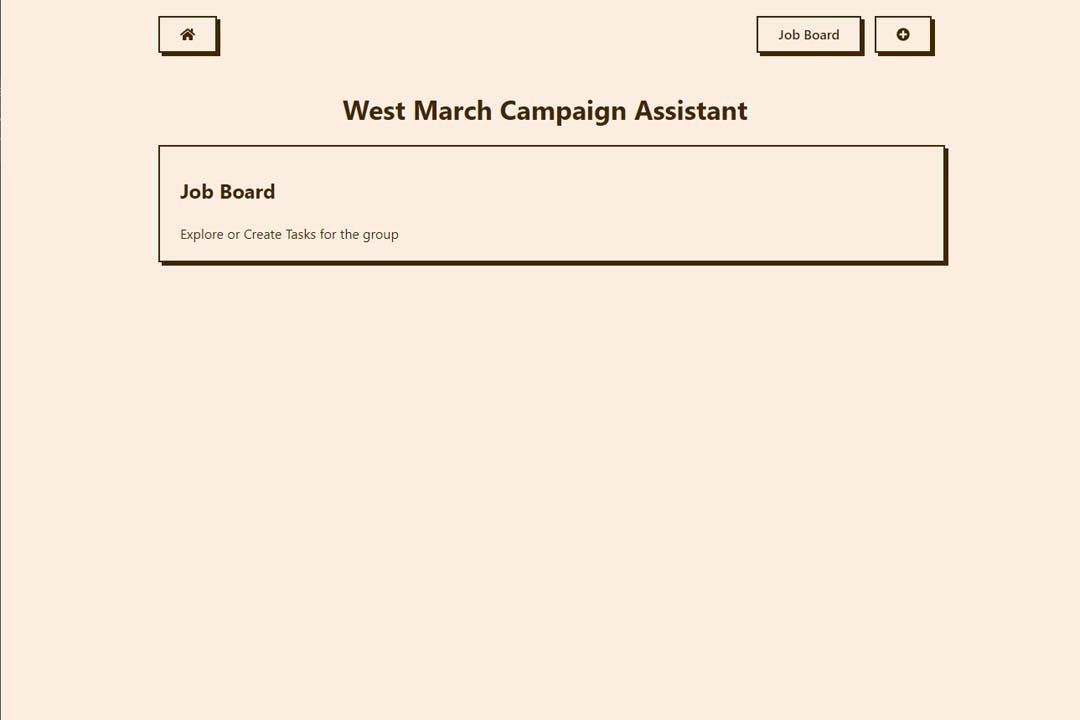 Job Board
West March Campaign Assistant
Job Board
Explore or Create Tasks for the group